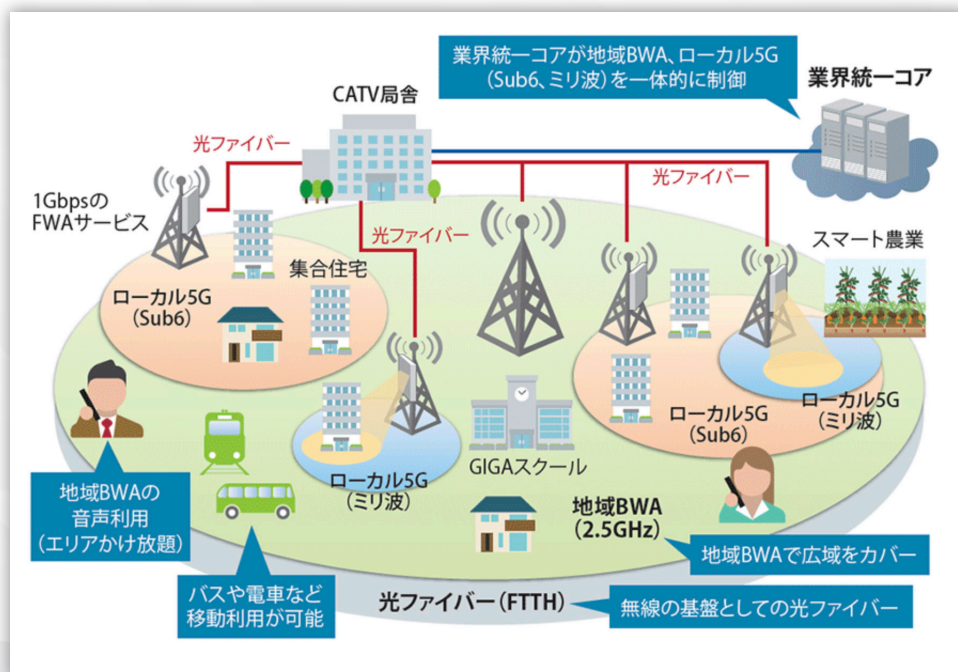 業界統一コアが地域BWA、ローカル5G
(Sub6、ミリ波)を一体的に制御
業界統一コア
CATV局舎
光ファイバー
1Gbpsの
FWAサービス
光ファイバー
光ファイバー
スマート農業
集合住宅
ローカル5G
(Sub6)
ローカル5G
(ミリ波)
ローカル5G
(Sub6)
GIGAスクール
ローカル5G
(ミリ波)
地域BWAの
音声利用
(エリアかけ放題)
地域BWA
(2.5GHz)
地域BWAで広域をカバー
バスや電車など
移動利用が可能
光ファイバー(FTTH)
無線の基盤としての光ファイバー